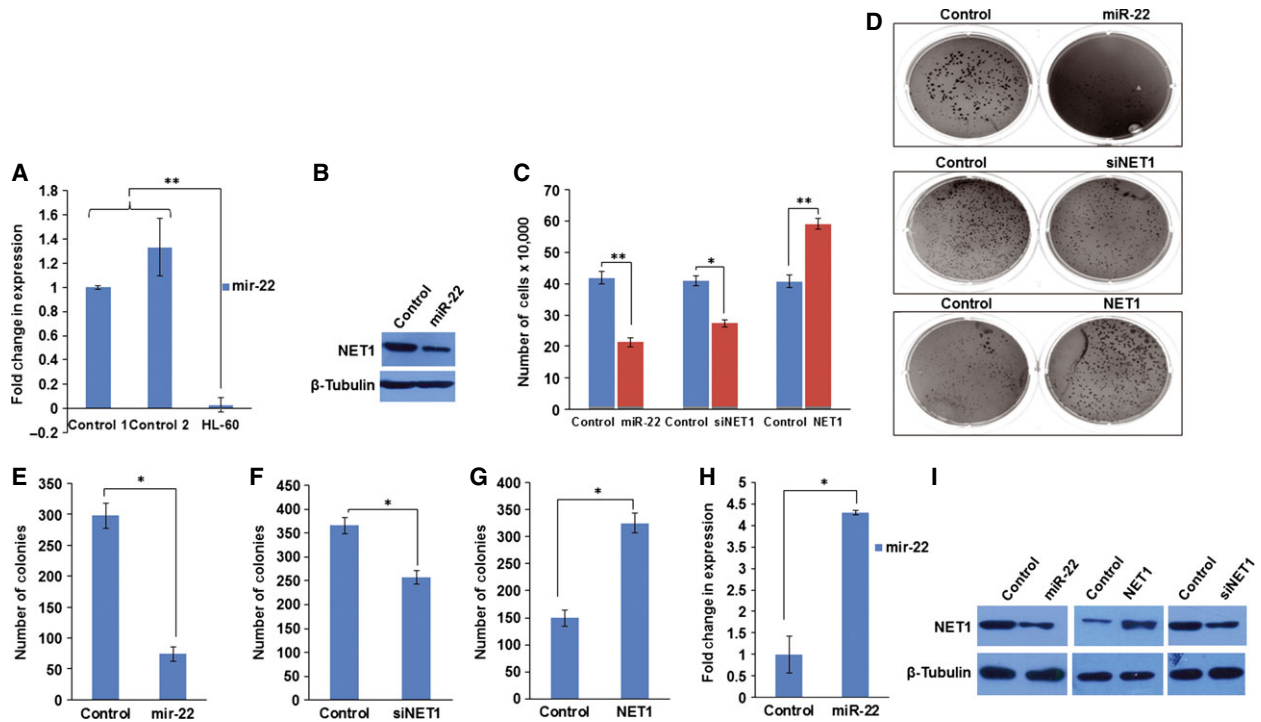 A
Fold change in expression
1.8
1.6
1.4
1.2
1
0.8
0.6
0.4
0.2
0
–0.2
**
mir-22
Control 1 Control 2 HL-60
B
Control miR-22
NET1
β-Tubulin
C
Number of cells x 10,000
70
60
50
40
30
20
10
0
** * **
Control miR-22 Control siNET1 Control NET1
D
Control miR-22
Control siNET1
Control NET1
E
Number of colonies
350
300
250
200
150
100
50
0
*
Control mir-22
F
Number of colonies
450
400
350
300
250
200
150
100
50
0
*
Control siNET1
G
Number of colonies
400
350
300
250
200
150
100
50
0
*
Control NET1
H
Fold change in expression
5
4.5
4
3.5
3
2.5
2
1.5
1
0.5
0
*
mir-22
Control miR-22
I
Control miR-22 Control NET1 Control siNET1
NET1
β-Tubulin